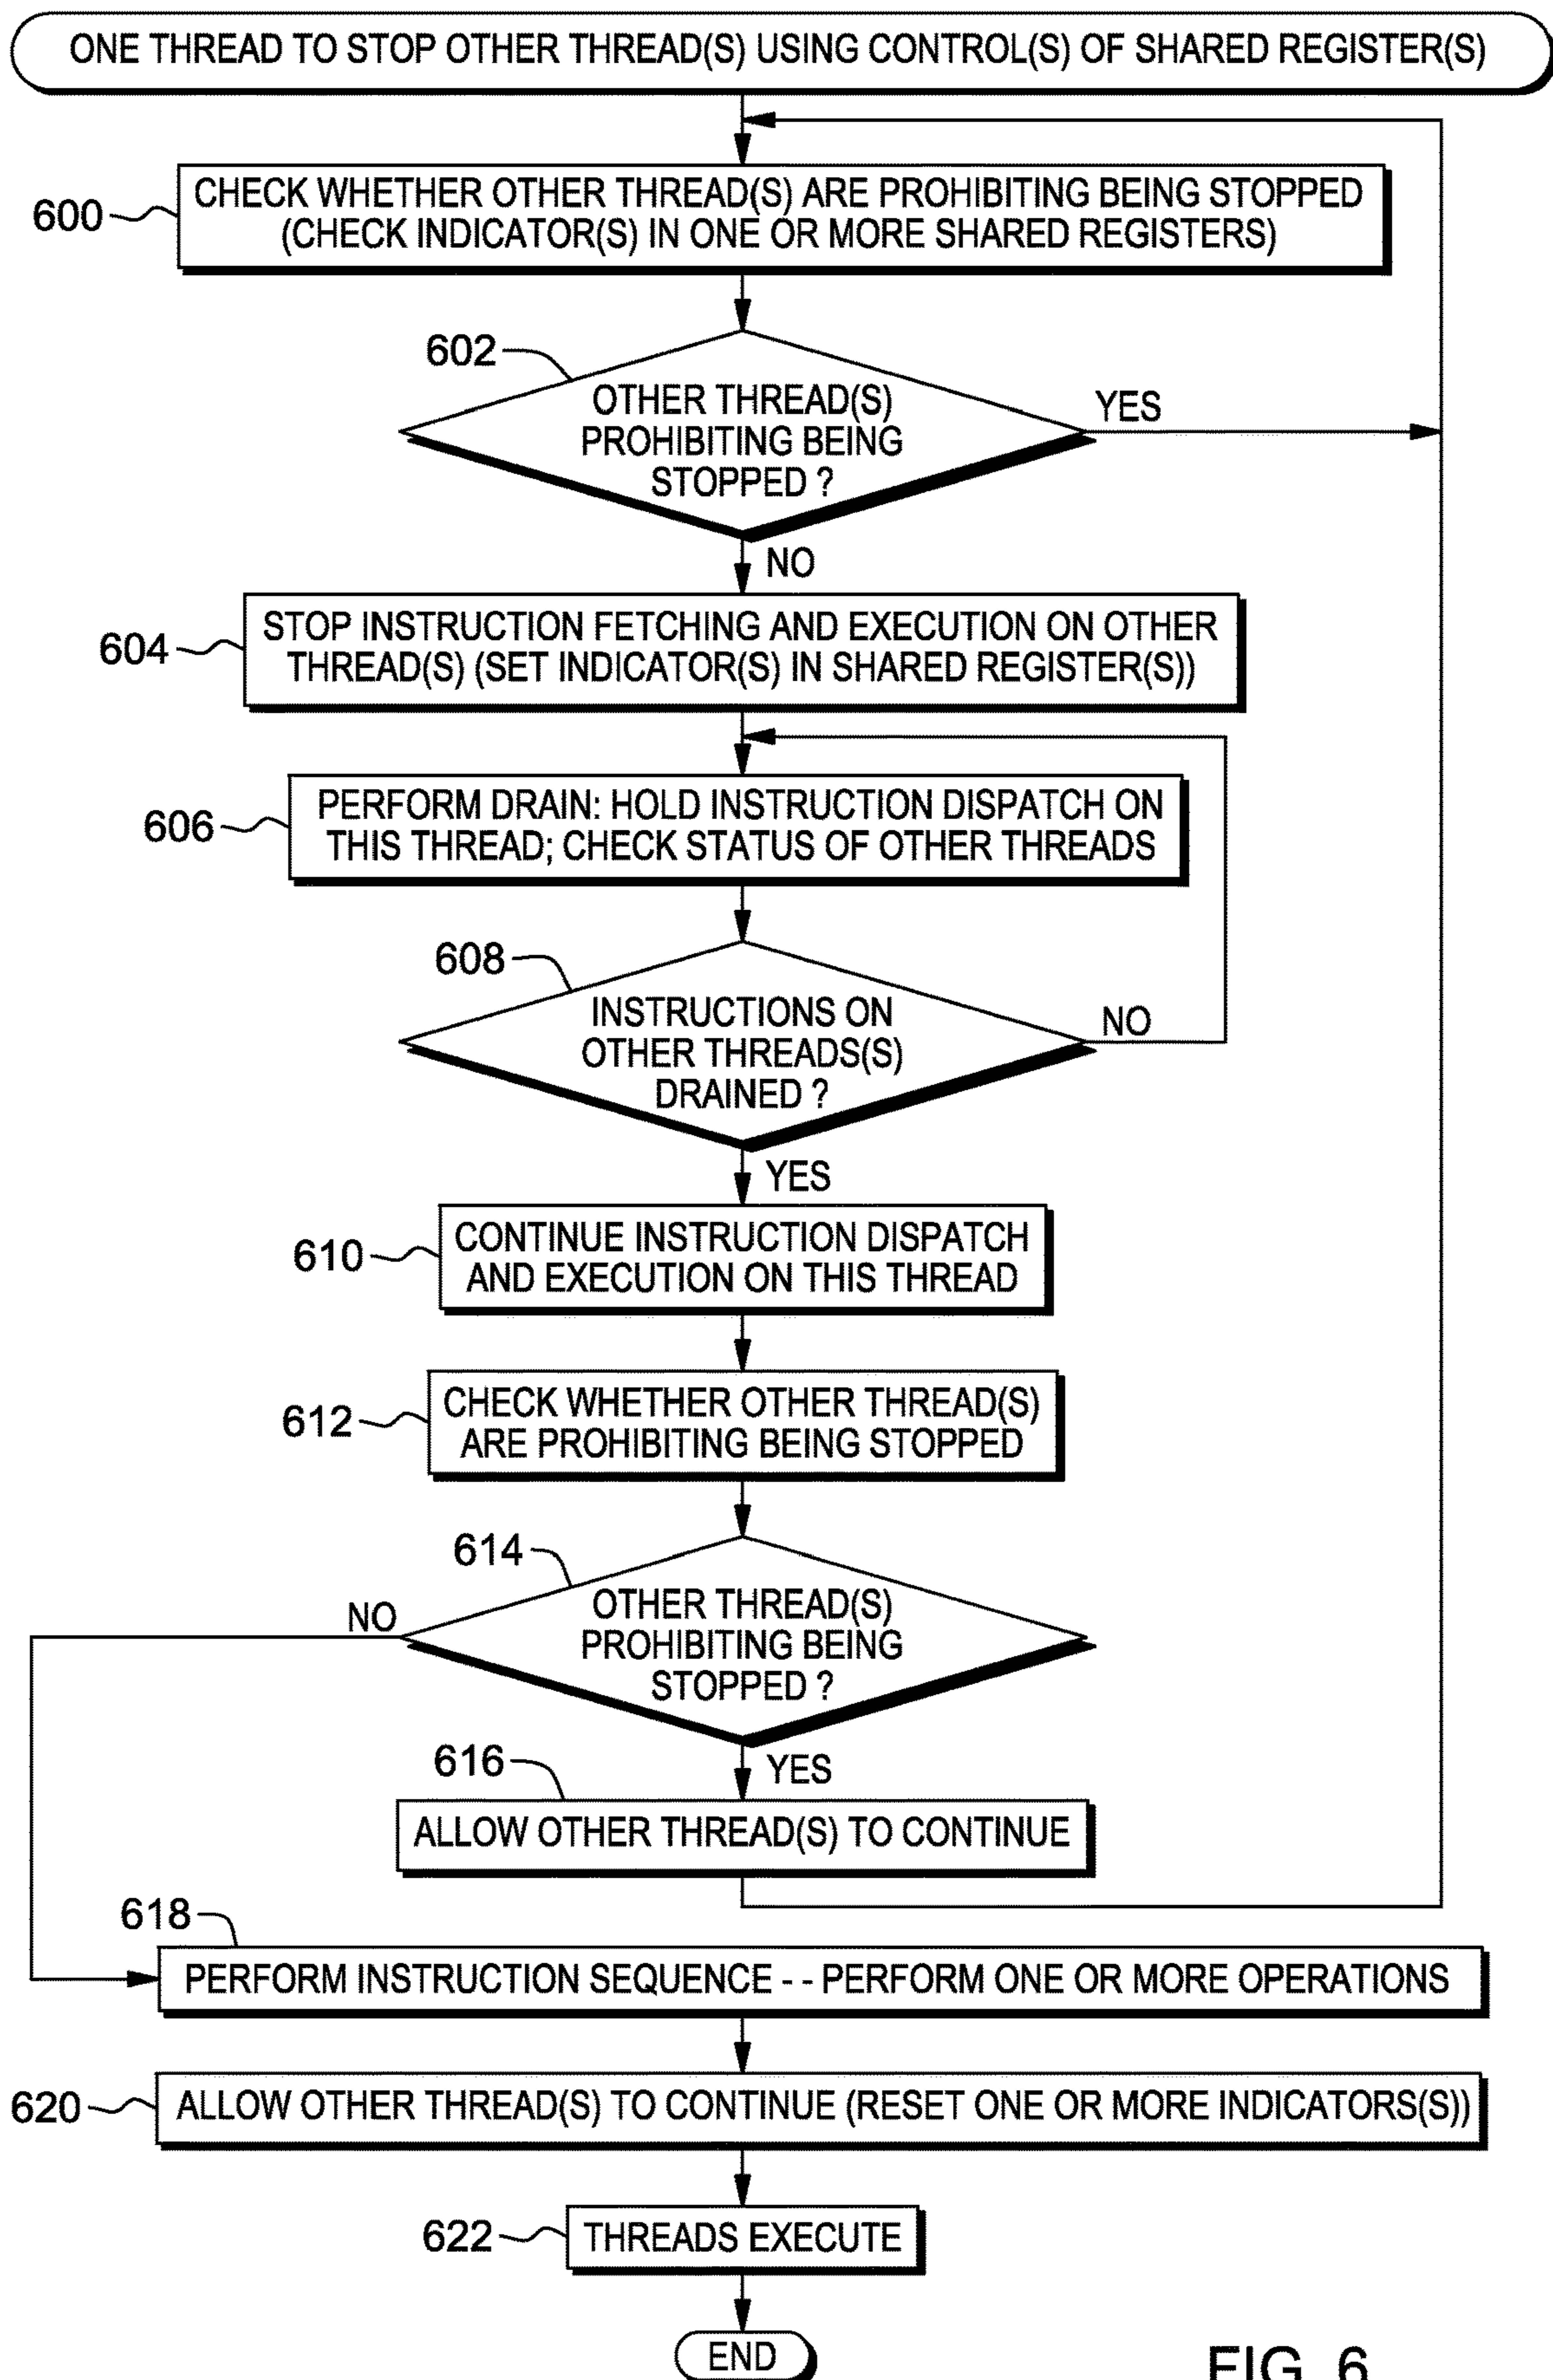 ONE THREAD TO STOP OTHER THREAD(S) USING CONTROL(S) OF SHARED REGISTER(S)
600
CHECK WHETHER OTHER THREAD(S) ARE PROHIBITING BEING STOPPED
(CHECK INDICATOR(S) IN ONE OR MORE SHARED REGISTERS)
602
OTHER THREAD(S)
PROHIBITING BEING
STOPPED ?
YES
NO
604
STOP INSTRUCTION FETCHING AND EXECUTION ON OTHER
THREAD(S) (SET INDICATOR(S) IN SHARED REGISTER(S))
606
PERFORM DRAIN: HOLD INSTRUCTION DISPATCH ON
THIS THREAD; CHECK STATUS OF OTHER THREADS
608
INSTRUCTIONS ON
OTHER THREADS(S)
DRAINED ?
NO
YES
610
CONTINUE INSTRUCTION DISPATCH
AND EXECUTION ON THIS THREAD
612
CHECK WHETHER OTHER THREAD(S)
ARE PROHIBITING BEING STOPPED
614
OTHER THREAD(S)
PROHIBITING BEING
STOPPED ?
NO
YES
616
ALLOW OTHER THREAD(S) TO CONTINUE
618
PERFORM INSTRUCTION SEQUENCE - - PERFORM ONE OR MORE OPERATIONS
620
ALLOW OTHER THREAD(S) TO CONTINUE (RESET ONE OR MORE INDICATORS(S))
622
THREADS EXECUTE
END
FIG. 6